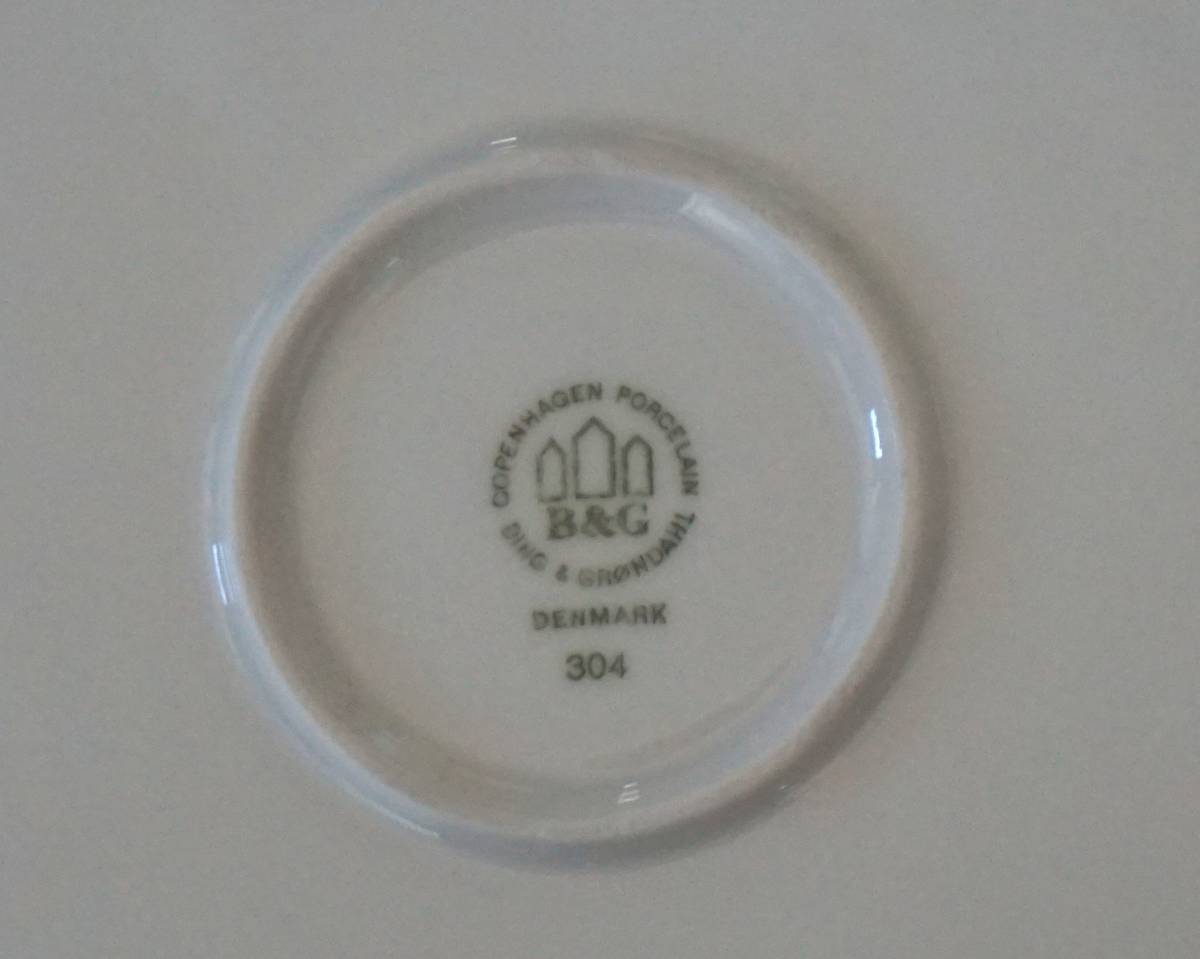 COPENHAGEN PORCELAIN
B&G
BING & GRØNDAHL
DENMARK
304